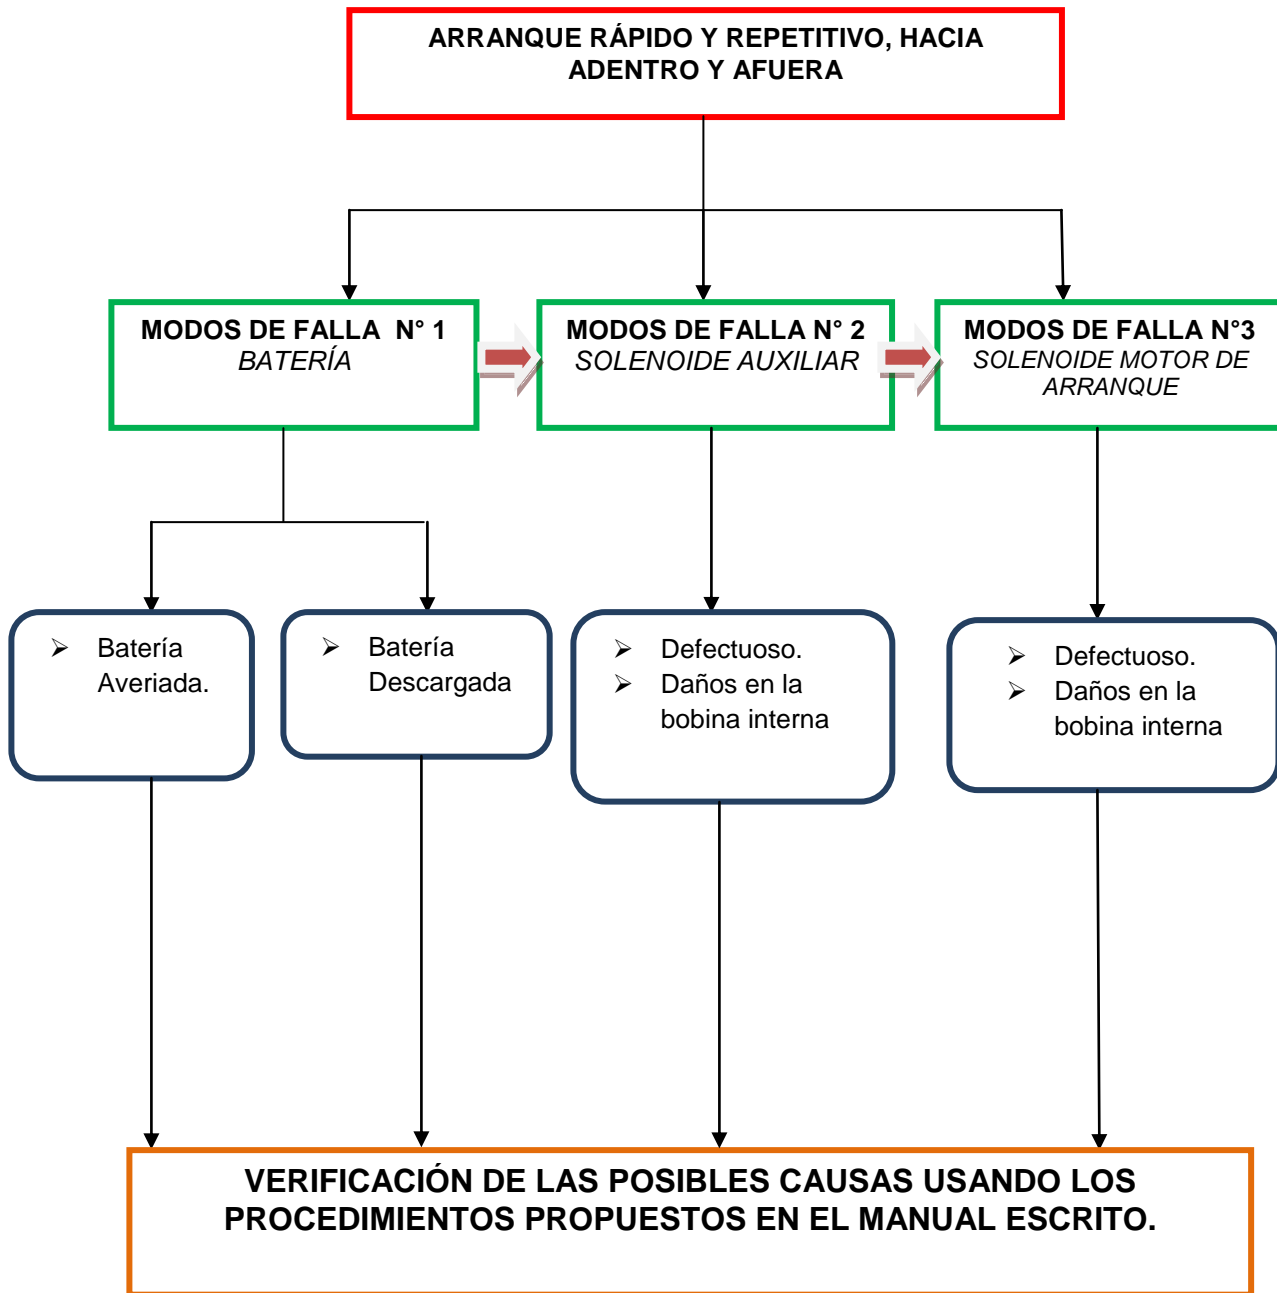 ARRANQUE RÁPIDO Y REPETITIVO, HACIA
ADENTRO Y AFUERA
MODOS DE FALLA N° 1
BATERÍA
MODOS DE FALLA N° 2
SOLENOIDE AUXILIAR
MODOS DE FALLA N°3
SOLENOIDE MOTOR DE
ARRANQUE
➢ Batería
Averiada.
➢ Batería
Descargada
➢ Defectuoso.
➢ Daños en la
bobina interna
➢ Defectuoso.
➢ Daños en la
bobina interna
VERIFICACIÓN DE LAS POSIBLES CAUSAS USANDO LOS
PROCEDIMIENTOS PROPUESTOS EN EL MANUAL ESCRITO.